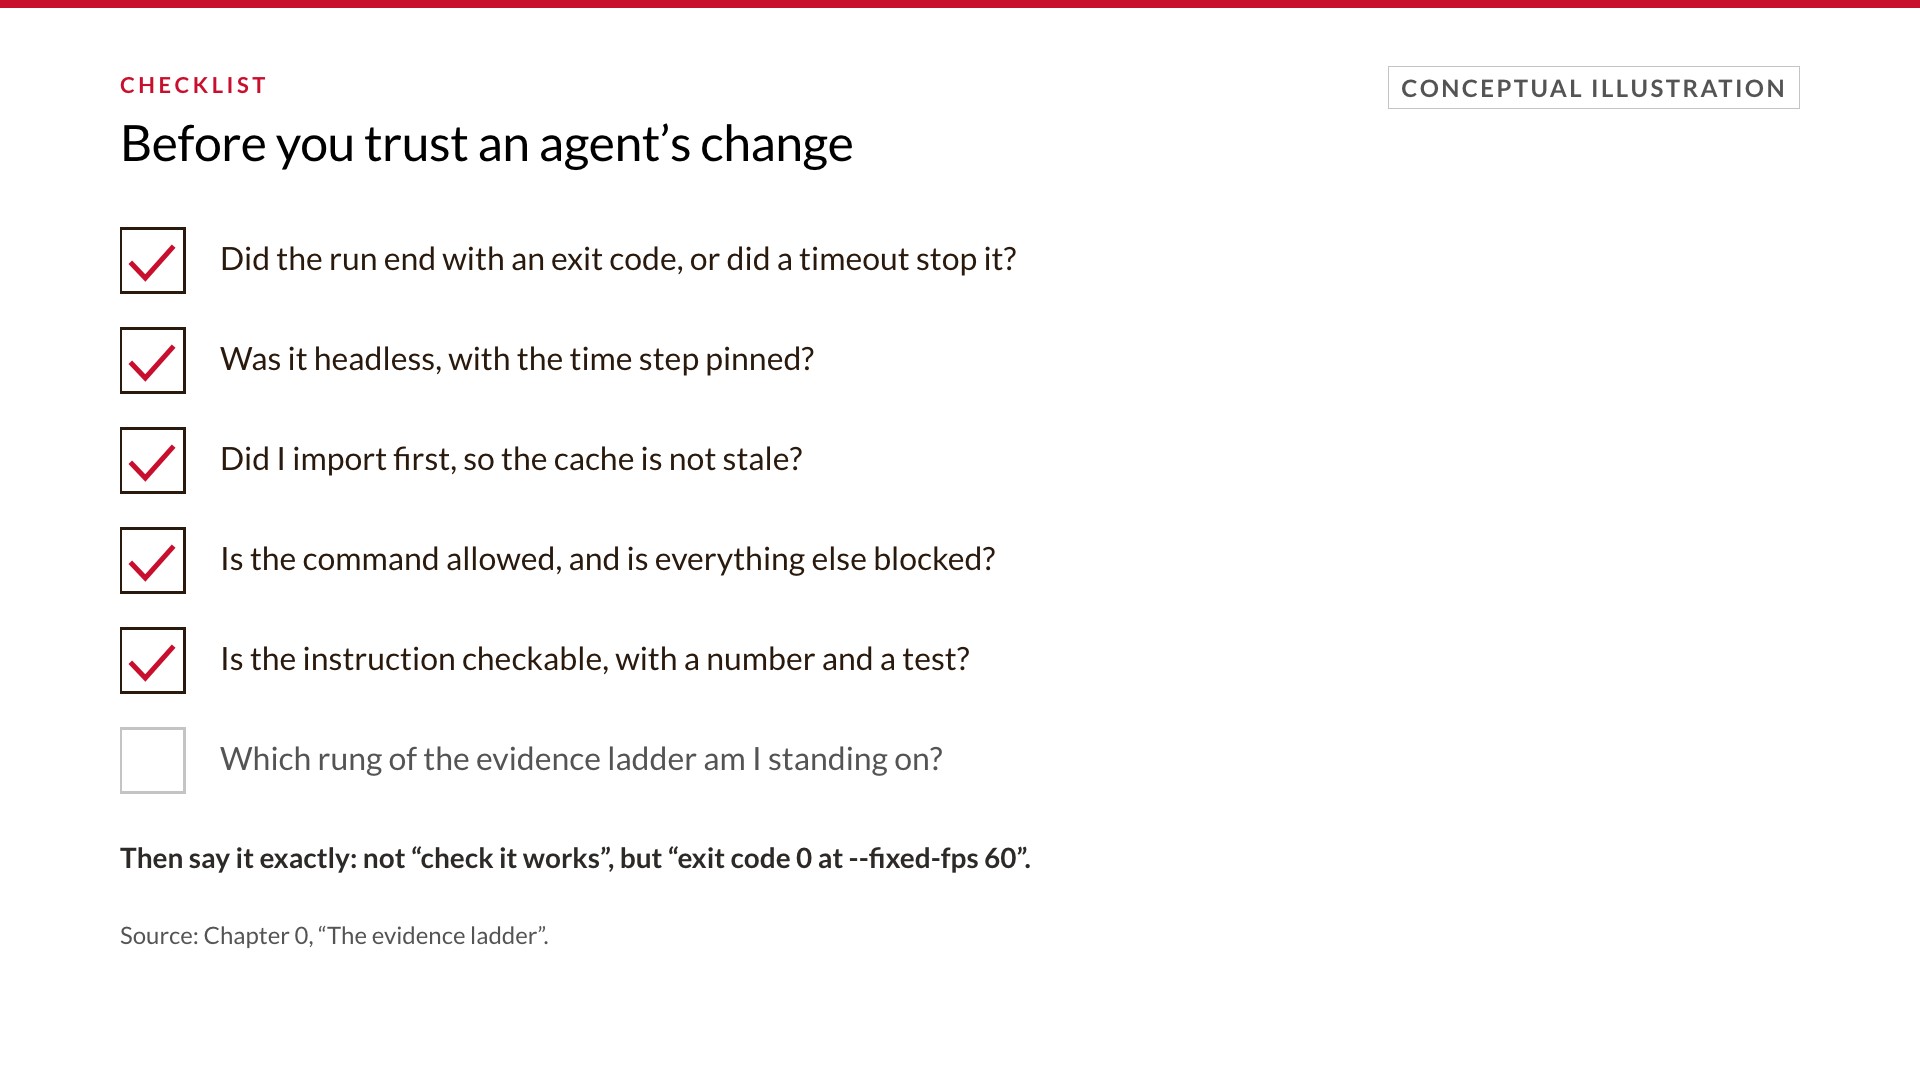 CHECKLIST
CONCEPTUAL ILLUSTRATION
Before you trust an agent’s change
Did the run end with an exit code, or did a timeout stop it?
Was it headless, with the time step pinned?
Did I import first, so the cache is not stale?
Is the command allowed, and is everything else blocked?
Is the instruction checkable, with a number and a test?
Which rung of the evidence ladder am I standing on?
Then say it exactly: not “check it works”, but “exit code 0 at --fixed-fps 60”.
Source: Chapter 0, “The evidence ladder”.